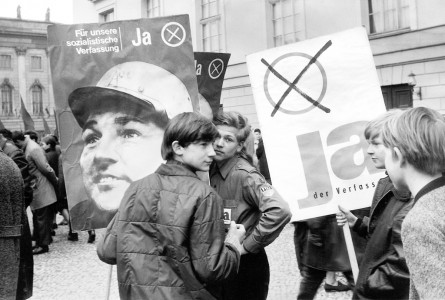 Für unsere
sozialistische
Verfassung
Ja
Ja
ja
der Verfass